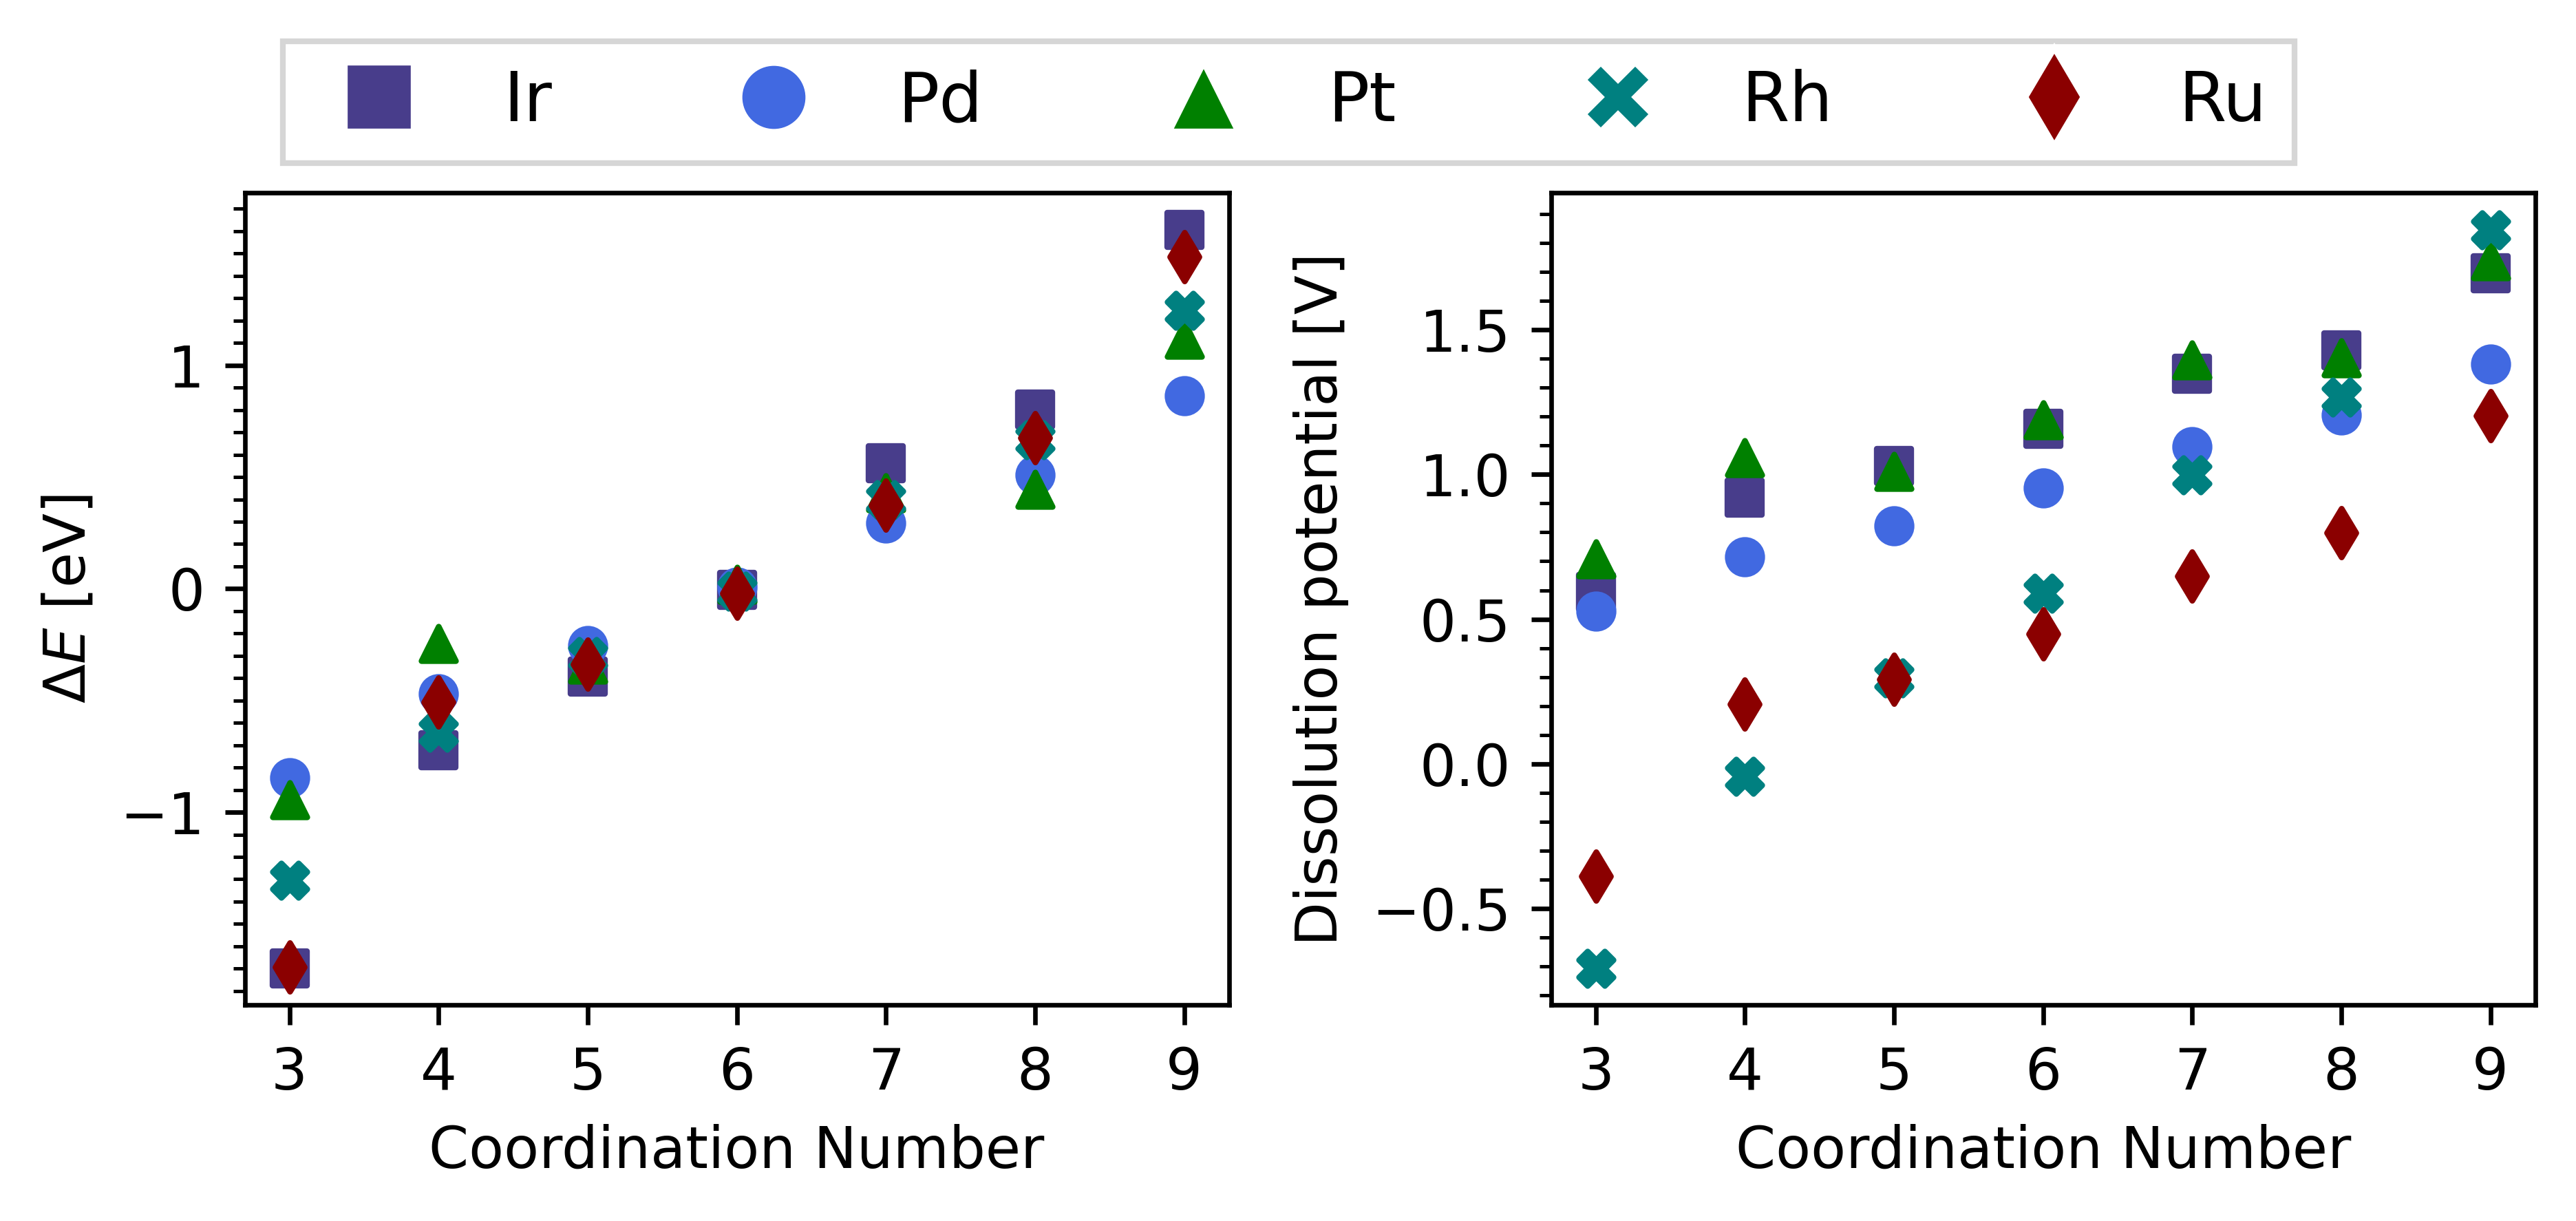 Ir Pd Pt Rh Ru
ΔE [eV]
1
0
−1
3 4 5 6 7 8 9
Coordination Number
Dissolution potential [V]
1.5
1.0
0.5
0.0
−0.5
3 4 5 6 7 8 9
Coordination Number